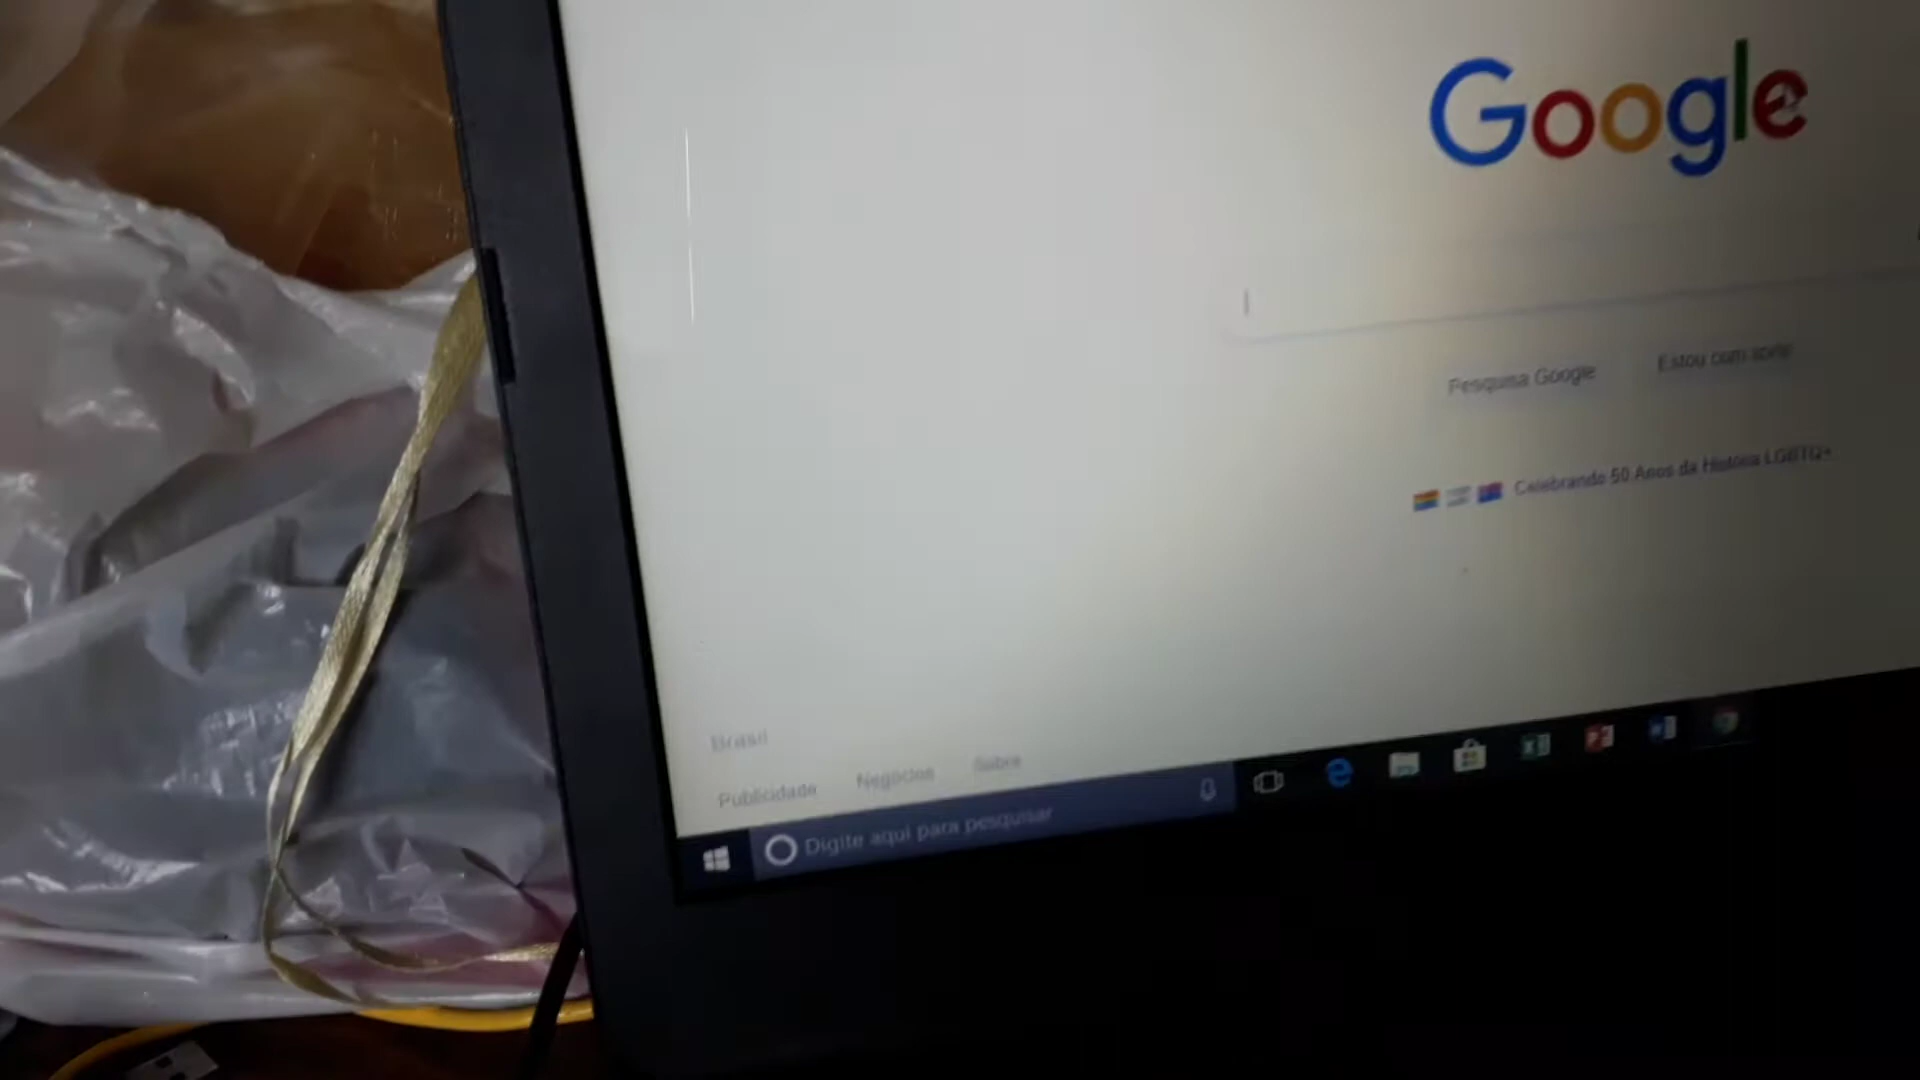 Google
Pesquisa Google
Estou com sorte
Celebrando 50 Anos da História LGBTQ+
Brasil
Publicidade
Negócios
Sobre
Digite aqui para pesquisar